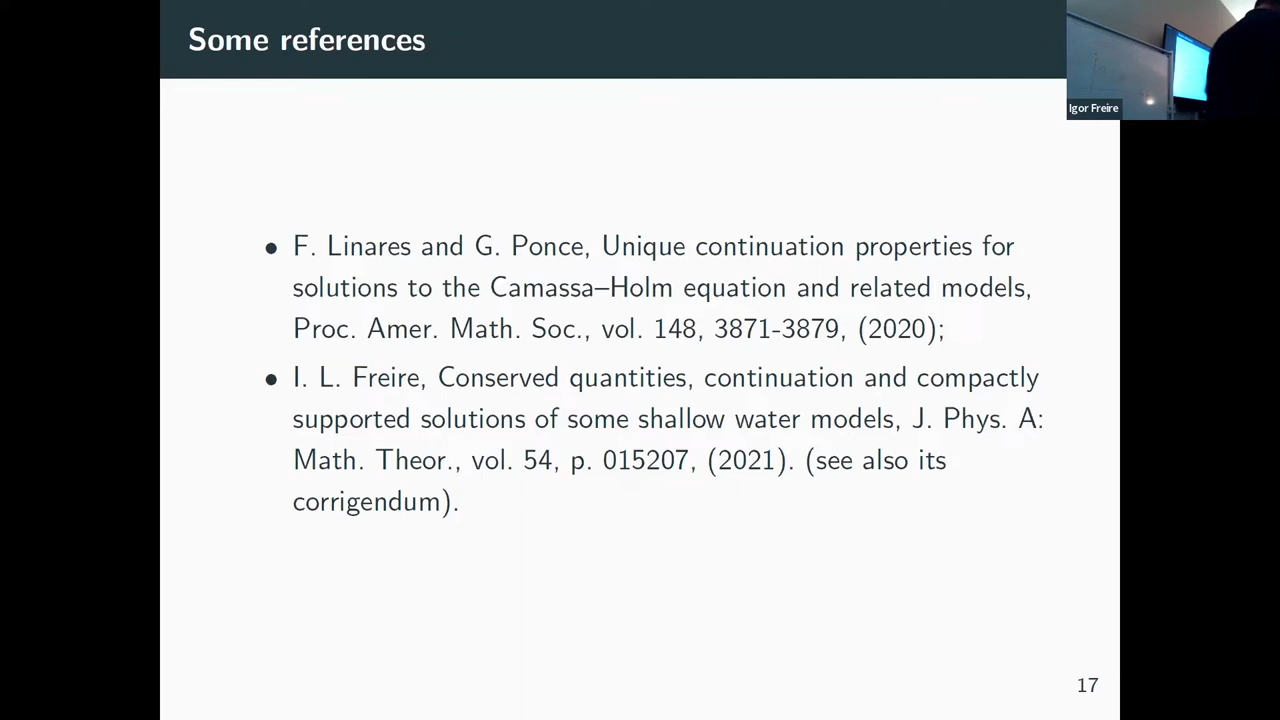 Some references
Igor Freire
• F. Linares and G. Ponce, Unique continuation properties for
solutions to the Camassa–Holm equation and related models,
Proc. Amer. Math. Soc., vol. 148, 3871-3879, (2020);
• I. L. Freire, Conserved quantities, continuation and compactly
supported solutions of some shallow water models, J. Phys. A:
Math. Theor., vol. 54, p. 015207, (2021). (see also its
corrigendum).
17